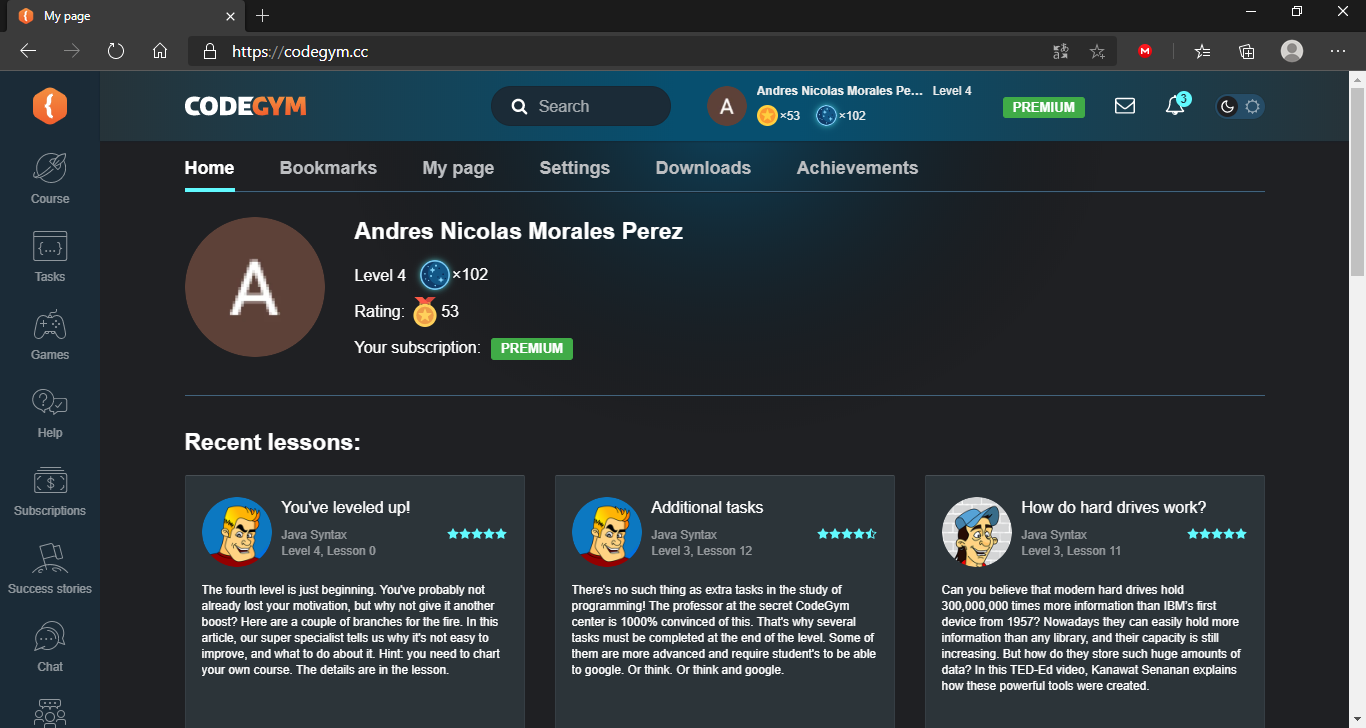 My page
https://codegym.cc
CODEGYM
Search
A
Andres Nicolas Morales Pe... Level 4
×53 ×102
PREMIUM
3
Home Bookmarks My page Settings Downloads Achievements
Course
Tasks
Games
Help
Subscriptions
Success stories
Chat
A
Andres Nicolas Morales Perez
Level 4 ×102
Rating: 53
Your subscription: PREMIUM
Recent lessons:
You've leveled up!
Java Syntax
Level 4, Lesson 0
The fourth level is just beginning. You've probably not
already lost your motivation, but why not give it another
boost? Here are a couple of branches for the fire. In this
article, our super specialist tells us why it's not easy to
improve, and what to do about it. Hint: you need to chart
your own course. The details are in the lesson.
Additional tasks
Java Syntax
Level 3, Lesson 12
There's no such thing as extra tasks in the study of
programming! The professor at the secret CodeGym
center is 1000% convinced of this. That's why several
tasks must be completed at the end of the level. Some of
them are more advanced and require student's to be able
to google. Or think. Or think and google.
How do hard drives work?
Java Syntax
Level 3, Lesson 11
Can you believe that modern hard drives hold
300,000,000 times more information than IBM's first
device from 1957? Nowadays they can easily hold more
information than any library, and their capacity is still
increasing. But how do they store such huge amounts of
data? In this TED-Ed video, Kanawat Senanan explains
how these powerful tools were created.